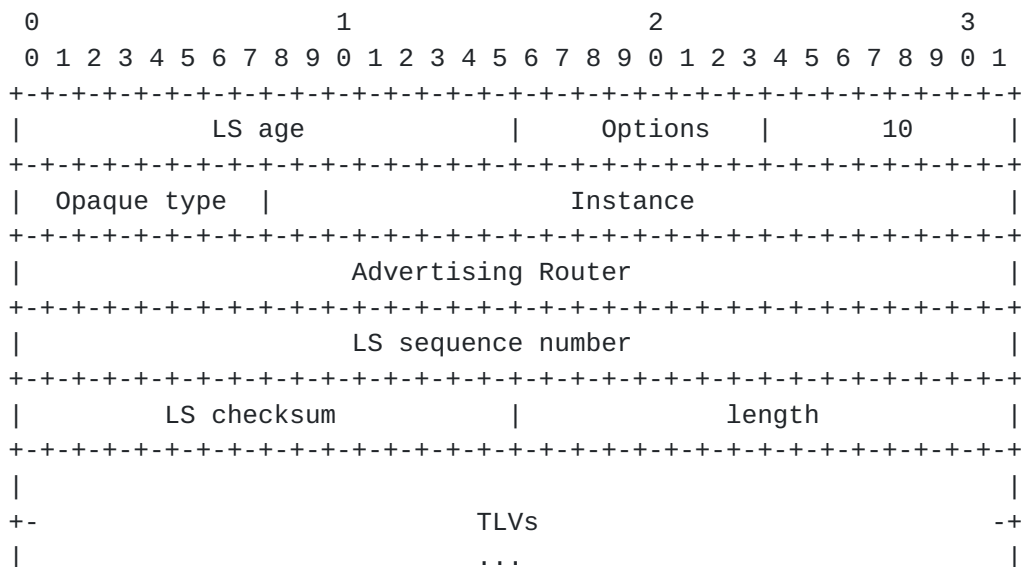 0                   1                   2                   3
 0 1 2 3 4 5 6 7 8 9 0 1 2 3 4 5 6 7 8 9 0 1 2 3 4 5 6 7 8 9 0 1
+-+-+-+-+-+-+-+-+-+-+-+-+-+-+-+-+-+-+-+-+-+-+-+-+-+-+-+-+-+-+-+-+
|            LS age             |     Options   |       10      |
+-+-+-+-+-+-+-+-+-+-+-+-+-+-+-+-+-+-+-+-+-+-+-+-+-+-+-+-+-+-+-+-+
|  Opaque type  |                   Instance                    |
+-+-+-+-+-+-+-+-+-+-+-+-+-+-+-+-+-+-+-+-+-+-+-+-+-+-+-+-+-+-+-+-+
|                     Advertising Router                        |
+-+-+-+-+-+-+-+-+-+-+-+-+-+-+-+-+-+-+-+-+-+-+-+-+-+-+-+-+-+-+-+-+
|                     LS sequence number                        |
+-+-+-+-+-+-+-+-+-+-+-+-+-+-+-+-+-+-+-+-+-+-+-+-+-+-+-+-+-+-+-+-+
|         LS checksum           |             length            |
+-+-+-+-+-+-+-+-+-+-+-+-+-+-+-+-+-+-+-+-+-+-+-+-+-+-+-+-+-+-+-+-+
|                                                               |
+-                            TLVs                             -+
|                             ...                               |